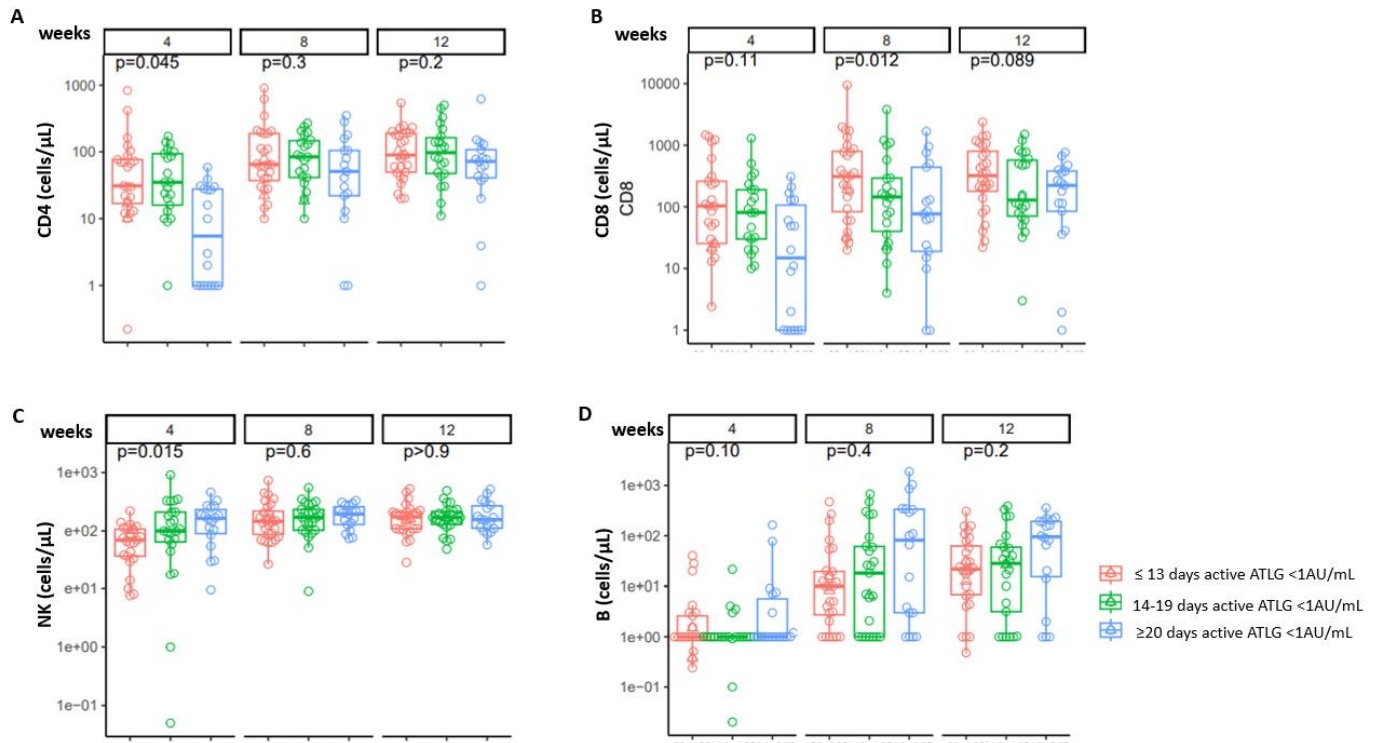 A
weeks
4
8
12
p=0.045
p=0.3
p=0.2
1000
100
10
1
CD4 (cells/µL)
B
weeks
4
8
12
p=0.11
p=0.012
p=0.089
10000
1000
100
10
1
CD8 (cells/µL)
CD8
C
weeks
4
8
12
p=0.015
p=0.6
p>0.9
1e+03
e+02
e+01
1e+00
1e−01
NK (cells/µL)
D
weeks
4
8
12
p=0.10
p=0.4
p=0.2
1e+03
1e+02
1e+01
1e+00
1e−01
B (cells/µL)
≤ 13 days active ATLG <1AU/mL
14-19 days active ATLG <1AU/mL
≥20 days active ATLG <1AU/mL